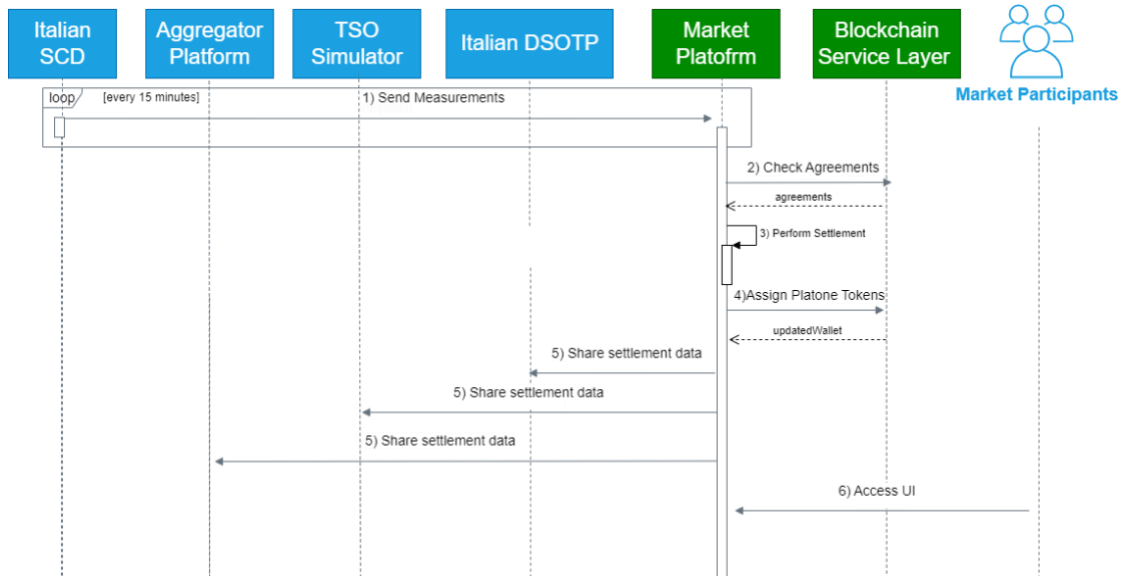 Italian
SCD
Aggregator
Platform
TSO
Simulator
Italian DSOTP
Market
Platofrm
Blockchain
Service Layer
Market Participants
loop
[every 15 minutes]
1) Send Measurements
2) Check Agreements
agreements
3) Perform Settlement
4)Assign Platone Tokens
updatedWallet
5) Share settlement data
5) Share settlement data
5) Share settlement data
6) Access UI